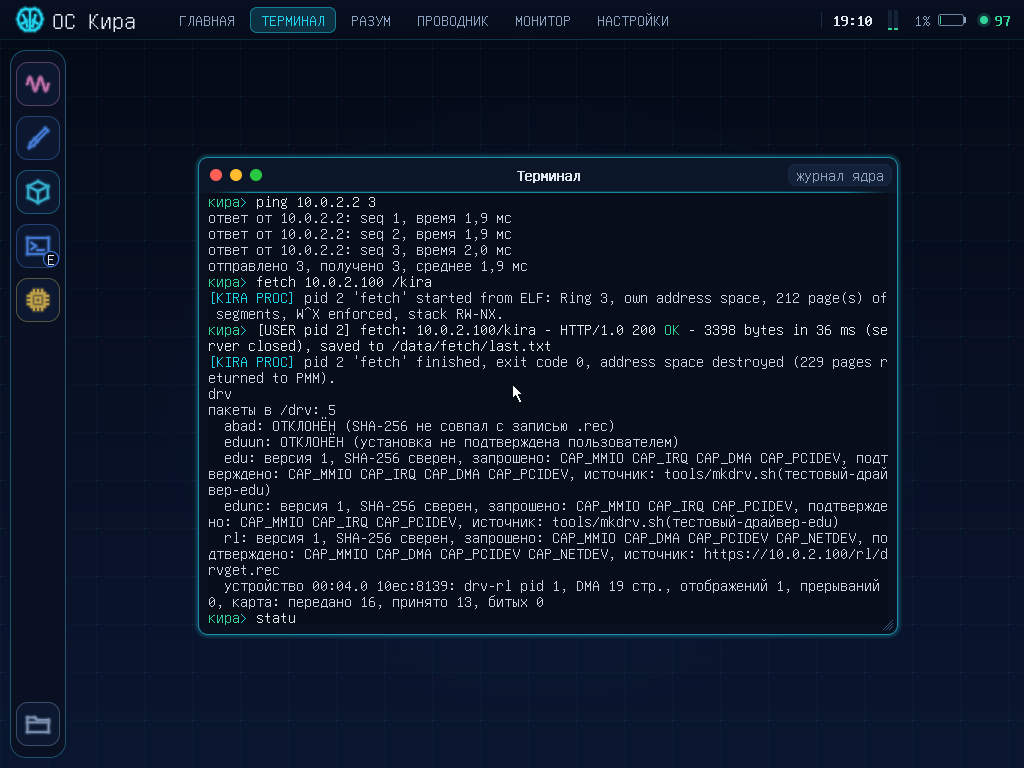 ОС Кира
ГЛАВНАЯ ТЕРМИНАЛ РАЗУМ ПРОВОДНИК МОНИТОР НАСТРОЙКИ
19:10 1% 97
E
Терминал
журнал ядра
кира> ping 10.0.2.2 3
ответ от 10.0.2.2: seq 1, время 1,9 мс
ответ от 10.0.2.2: seq 2, время 1,9 мс
ответ от 10.0.2.2: seq 3, время 2,0 мс
отправлено 3, получено 3, среднее 1,9 мс
кира> fetch 10.0.2.100 /kira
[KIRA PROC] pid 2 'fetch' started from ELF: Ring 3, own address space, 212 page(s) of
segments, W^X enforced, stack RW-NX.
кира> [USER pid 2] fetch: 10.0.2.100/kira - HTTP/1.0 200 OK - 3398 bytes in 36 ms (se
rver closed), saved to /data/fetch/last.txt
[KIRA PROC] pid 2 'fetch' finished, exit code 0, address space destroyed (229 pages r
eturned to PMM).
drv
пакеты в /drv: 5
abad: ОТКЛОНЁН (SHA-256 не совпал с записью .rec)
eduun: ОТКЛОНЁН (установка не подтверждена пользователем)
edu: версия 1, SHA-256 сверен, запрошено: CAP_MMIO CAP_IRQ CAP_DMA CAP_PCIDEV, подт
верждено: CAP_MMIO CAP_IRQ CAP_DMA CAP_PCIDEV, источник: tools/mkdrv.sh(тестовый-драй
вер-edu)
edunc: версия 1, SHA-256 сверен, запрошено: CAP_MMIO CAP_IRQ CAP_PCIDEV, подтвержде
но: CAP_MMIO CAP_IRQ CAP_PCIDEV, источник: tools/mkdrv.sh(тестовый-драйвер-edu)
rl: версия 1, SHA-256 сверен, запрошено: CAP_MMIO CAP_DMA CAP_PCIDEV CAP_NETDEV, по
дтверждено: CAP_MMIO CAP_DMA CAP_PCIDEV CAP_NETDEV, источник: https://10.0.2.100/rl/d
rvget.rec
устройство 00:04.0 10ec:8139: drv-rl pid 1, DMA 19 стр., отображений 1, прерываний
0, карта: передано 16, принято 13, битых 0
кира> statu